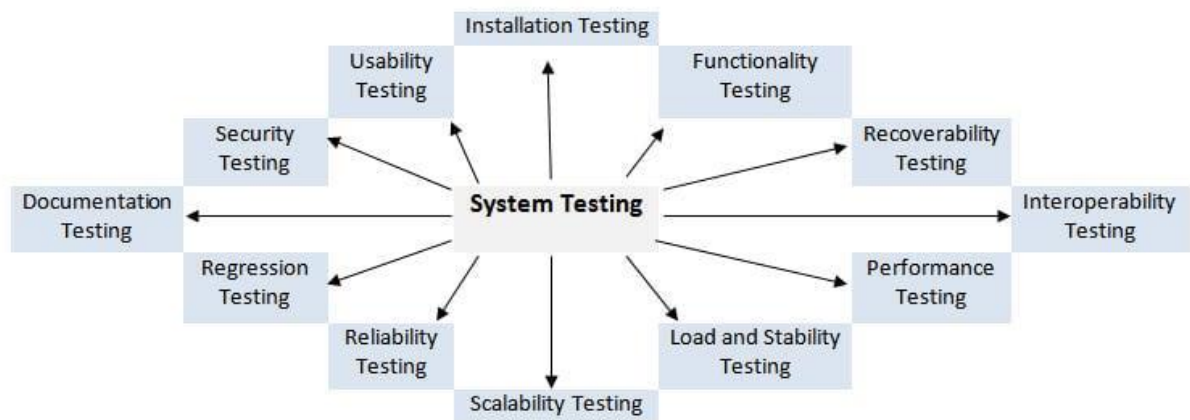 Installation Testing
Usability
Testing
Functionality
Testing
Security
Testing
Recoverability
Testing
Documentation
Testing
System Testing
Interoperability
Testing
Regression
Testing
Performance
Testing
Reliability
Testing
Load and Stability
Testing
Scalability Testing